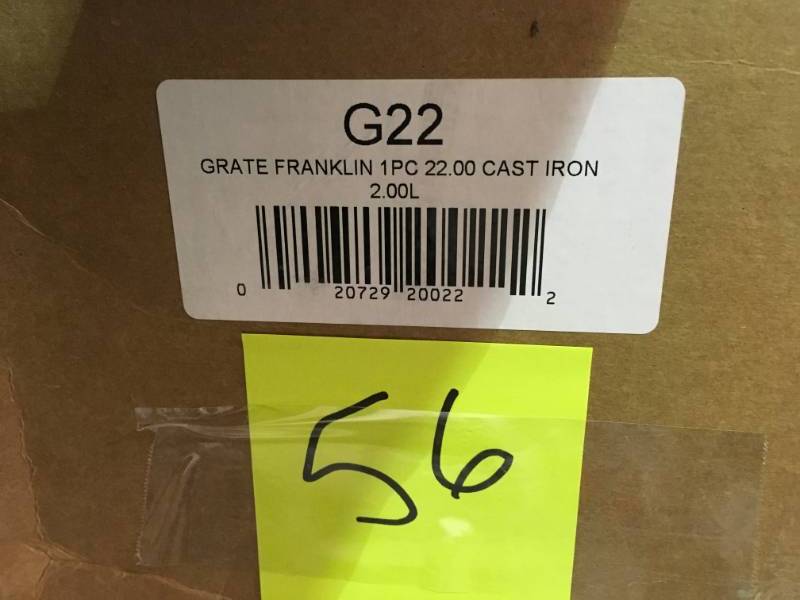 G22
GRATE FRANKLIN 1PC 22.00 CAST IRON
2.00L
0 20729 20022 2
56